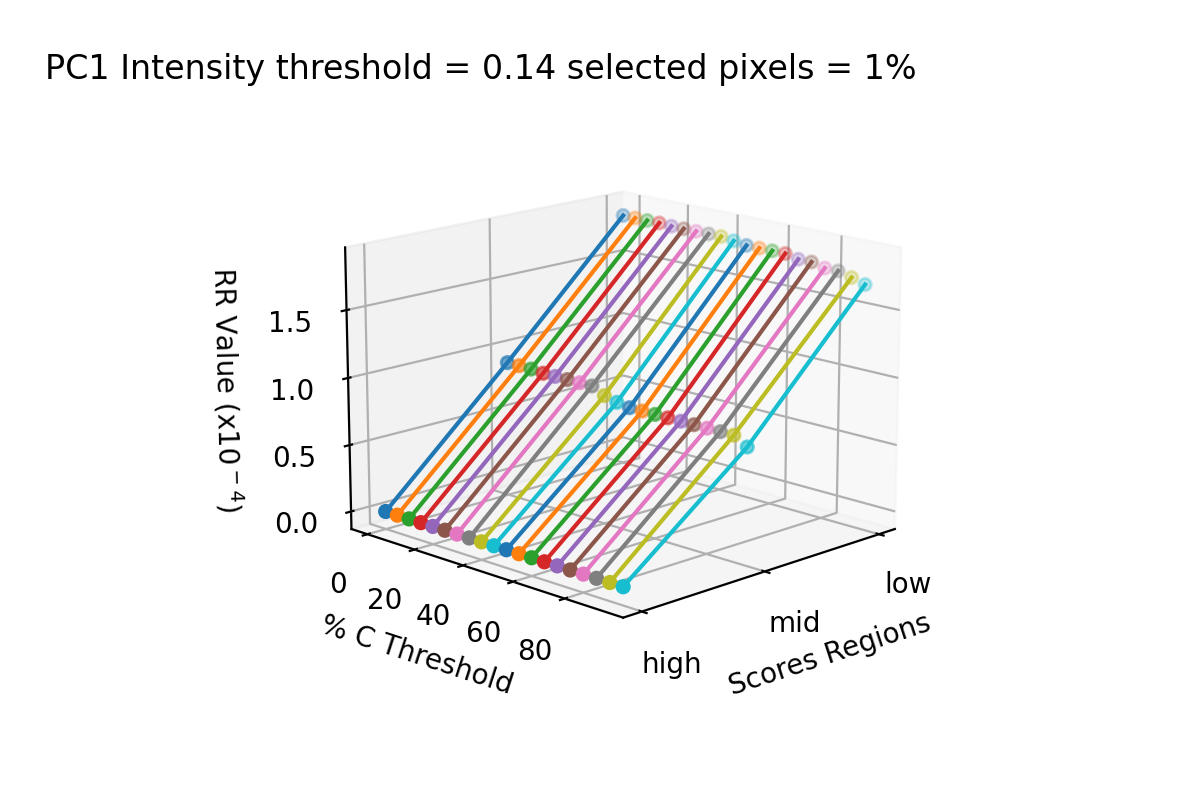 PC1 Intensity threshold = 0.14 selected pixels = 1%
RR Value (x10⁻⁴)
1.5
1.0
0.5
0.0
0
20
40
60
80
% C Threshold
high
mid
low
Scores Regions